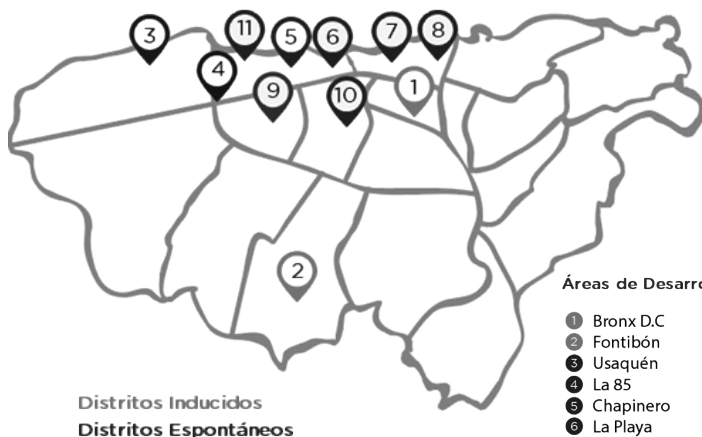 3
11
5
6
7
8
4
9
10
1
2
Áreas de Desarro
1 Bronx D.C
2 Fontibón
3 Usaquén
4 La 85
5 Chapinero
6 La Playa
Distritos Inducidos
Distritos Espontáneos